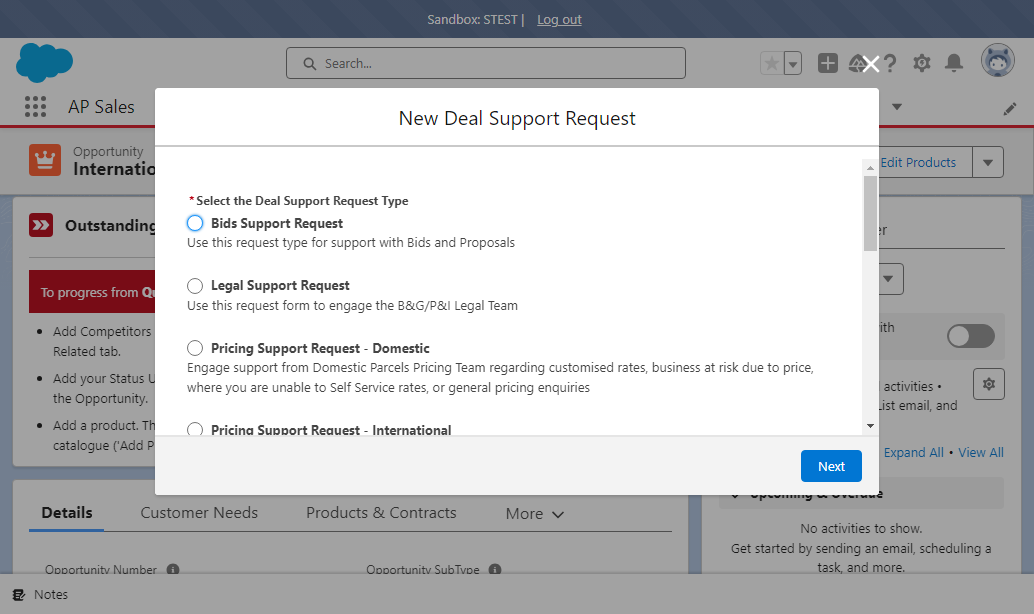 Sandbox: STEST | Log out
Search...
AP Sales
Opportunity
Internatio
Edit Products
New Deal Support Request
*Select the Deal Support Request Type
Bids Support Request
Use this request type for support with Bids and Proposals
Legal Support Request
Use this request form to engage the B&G/P&I Legal Team
Pricing Support Request - Domestic
Engage support from Domestic Parcels Pricing Team regarding customised rates, business at risk due to price,
where you are unable to Self Service rates, or general pricing enquiries
Pricing Support Request - International
Next
Outstanding
To progress from Qu
• Add Competitors
Related tab.
• Add your Status U
the Opportunity.
• Add a product. Th
catalogue ('Add P
er
ith
l activities •
List email, and
Expand All • View All
Upcoming & Overdue
No activities to show.
Get started by sending an email, scheduling a
task, and more.
Details
Customer Needs
Products & Contracts
More
Opportunity Number
Opportunity SubType
Notes